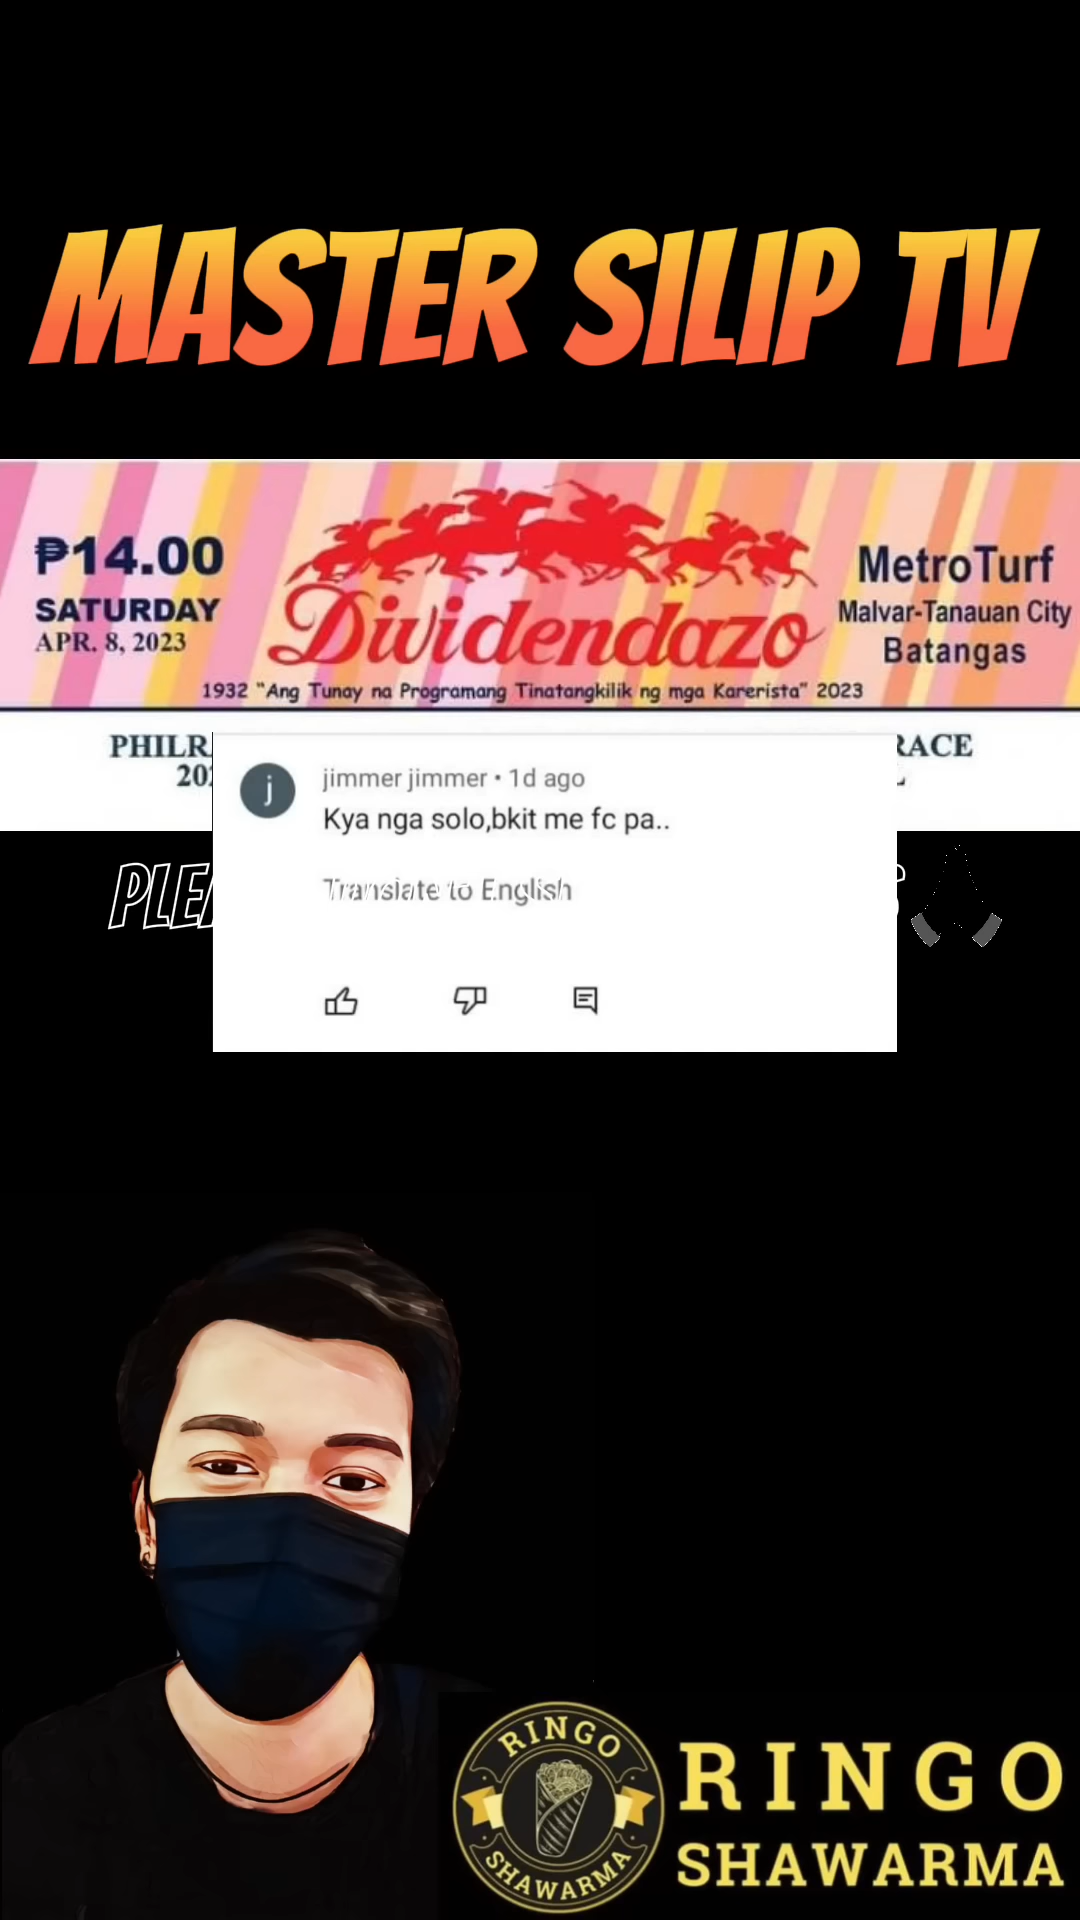 MASTER SILIP TV
₱14.00
SATURDAY
APR. 8, 2023
Dividendazo
MetroTurf
Malvar-Tanauan City
Batangas
1932 "Ang Tunay na Programang Tinatangkilik ng mga Karerista" 2023
jimmer jimmer • 1d ago
j
Kya nga solo,bkit me fc pa..
Translate to English
RINGO
SHAWARMA
RINGO
SHAWARMA